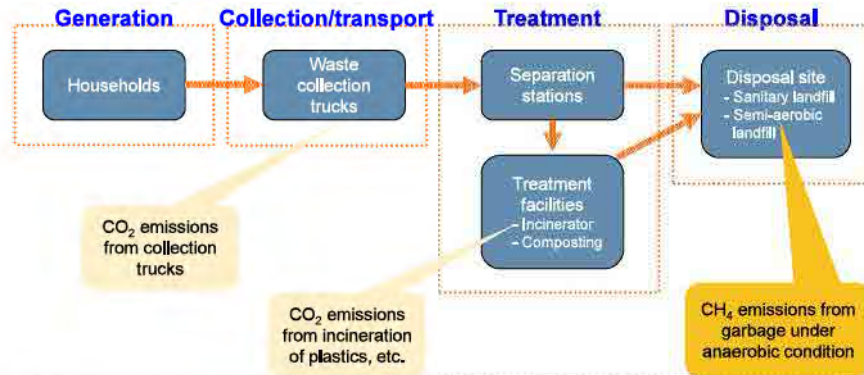 Generation
Collection/transport
Treatment
Disposal
Households
Waste
collection
trucks
Separation
stations
Disposal site
- Sanitary landfill
- Semi-aerobic
landfill
Treatment
facilities
- Incinerator
- Composting
CO₂ emissions
from collection
trucks
CO₂ emissions
from incineration
of plastics, etc.
CH₄ emissions from
garbage under
anaerobic condition